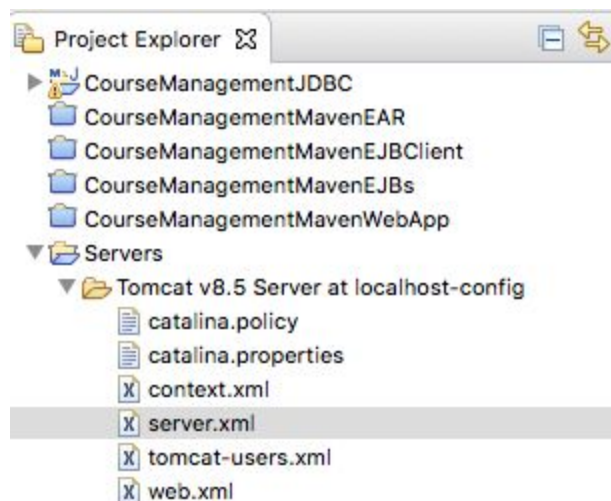 Project Explorer
CourseManagementJDBC
CourseManagementMavenEAR
CourseManagementMavenEJBClient
CourseManagementMavenEJBs
CourseManagementMavenWebApp
Servers
Tomcat v8.5 Server at localhost-config
catalina.policy
catalina.properties
context.xml
server.xml
tomcat-users.xml
web.xml